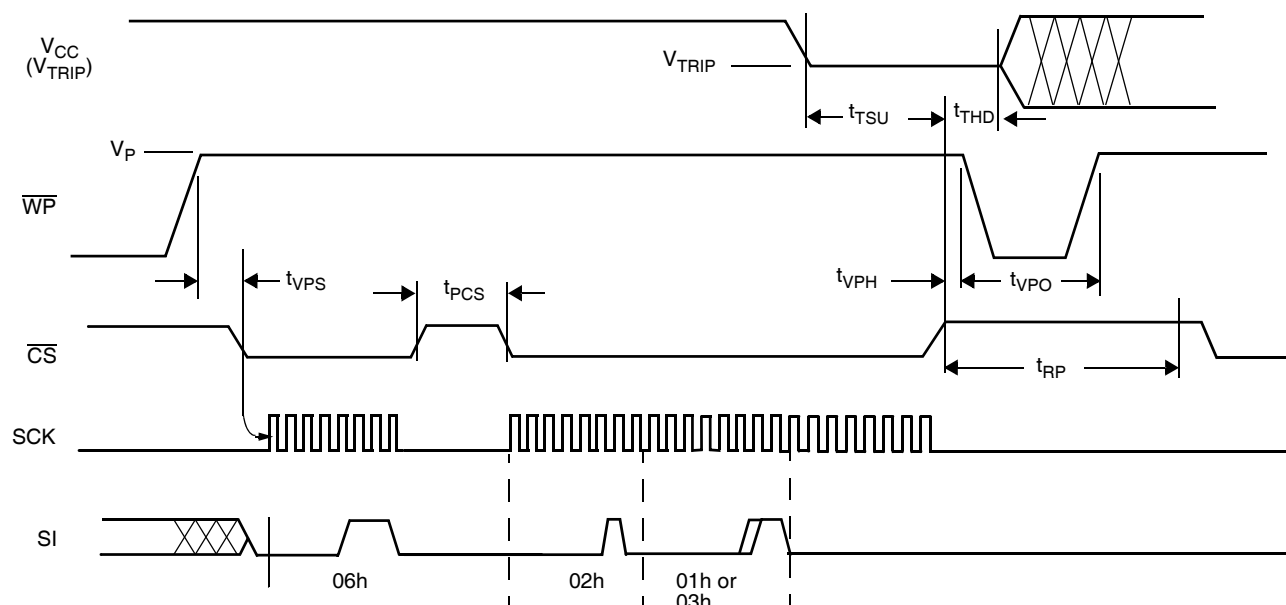 VCC
(VTRIP)
VTRIP
tTSU
tTHD
VP
WP
tVPS
tPCS
tVPH
tVPO
CS
tRP
SCK
SI
06h
02h
01h or
03h